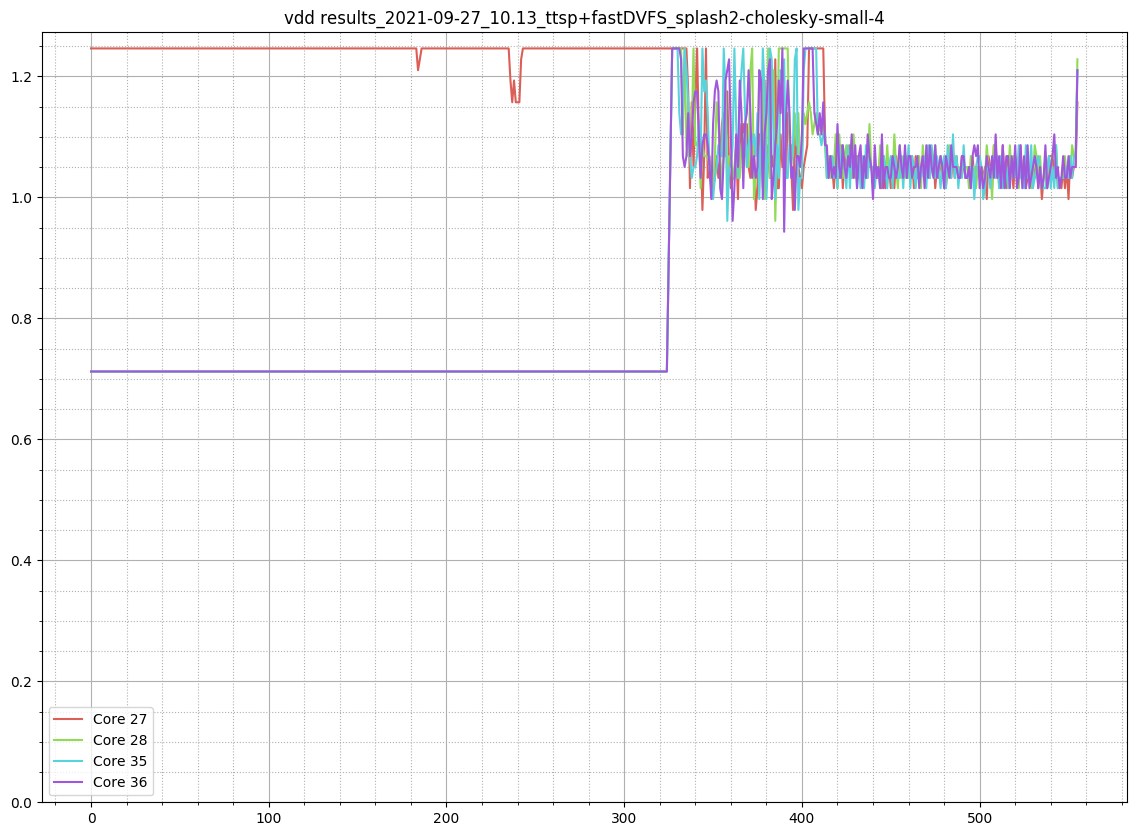 vdd results_2021-09-27_10.13_ttsp+fastDVFS_splash2-cholesky-small-4
1.2
1.0
0.8
0.6
0.4
0.2
0.0
Core 27
Core 28
Core 35
Core 36
0 100 200 300 400 500